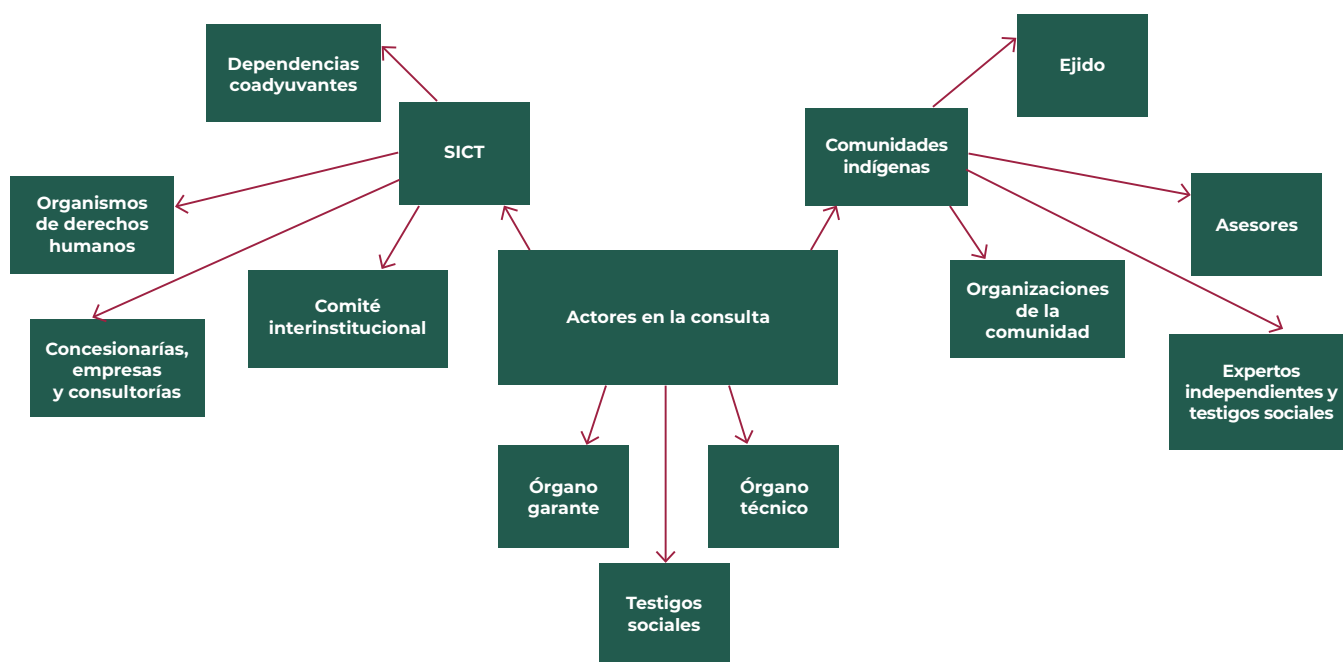 Dependencias
coadyuvantes
Ejido
SICT
Comunidades
indígenas
Organismos
de derechos
humanos
Asesores
Comité
interinstitucional
Actores en la consulta
Organizaciones
de la
comunidad
Concesionarías,
empresas
y consultorías
Expertos
independientes y
testigos sociales
Órgano
garante
Órgano
técnico
Testigos
sociales